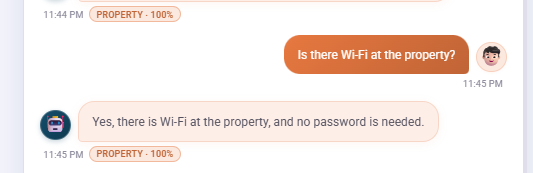 11:44 PM PROPERTY · 100%
Is there Wi-Fi at the property?
11:45 PM
Yes, there is Wi-Fi at the property, and no password is needed.
11:45 PM PROPERTY · 100%